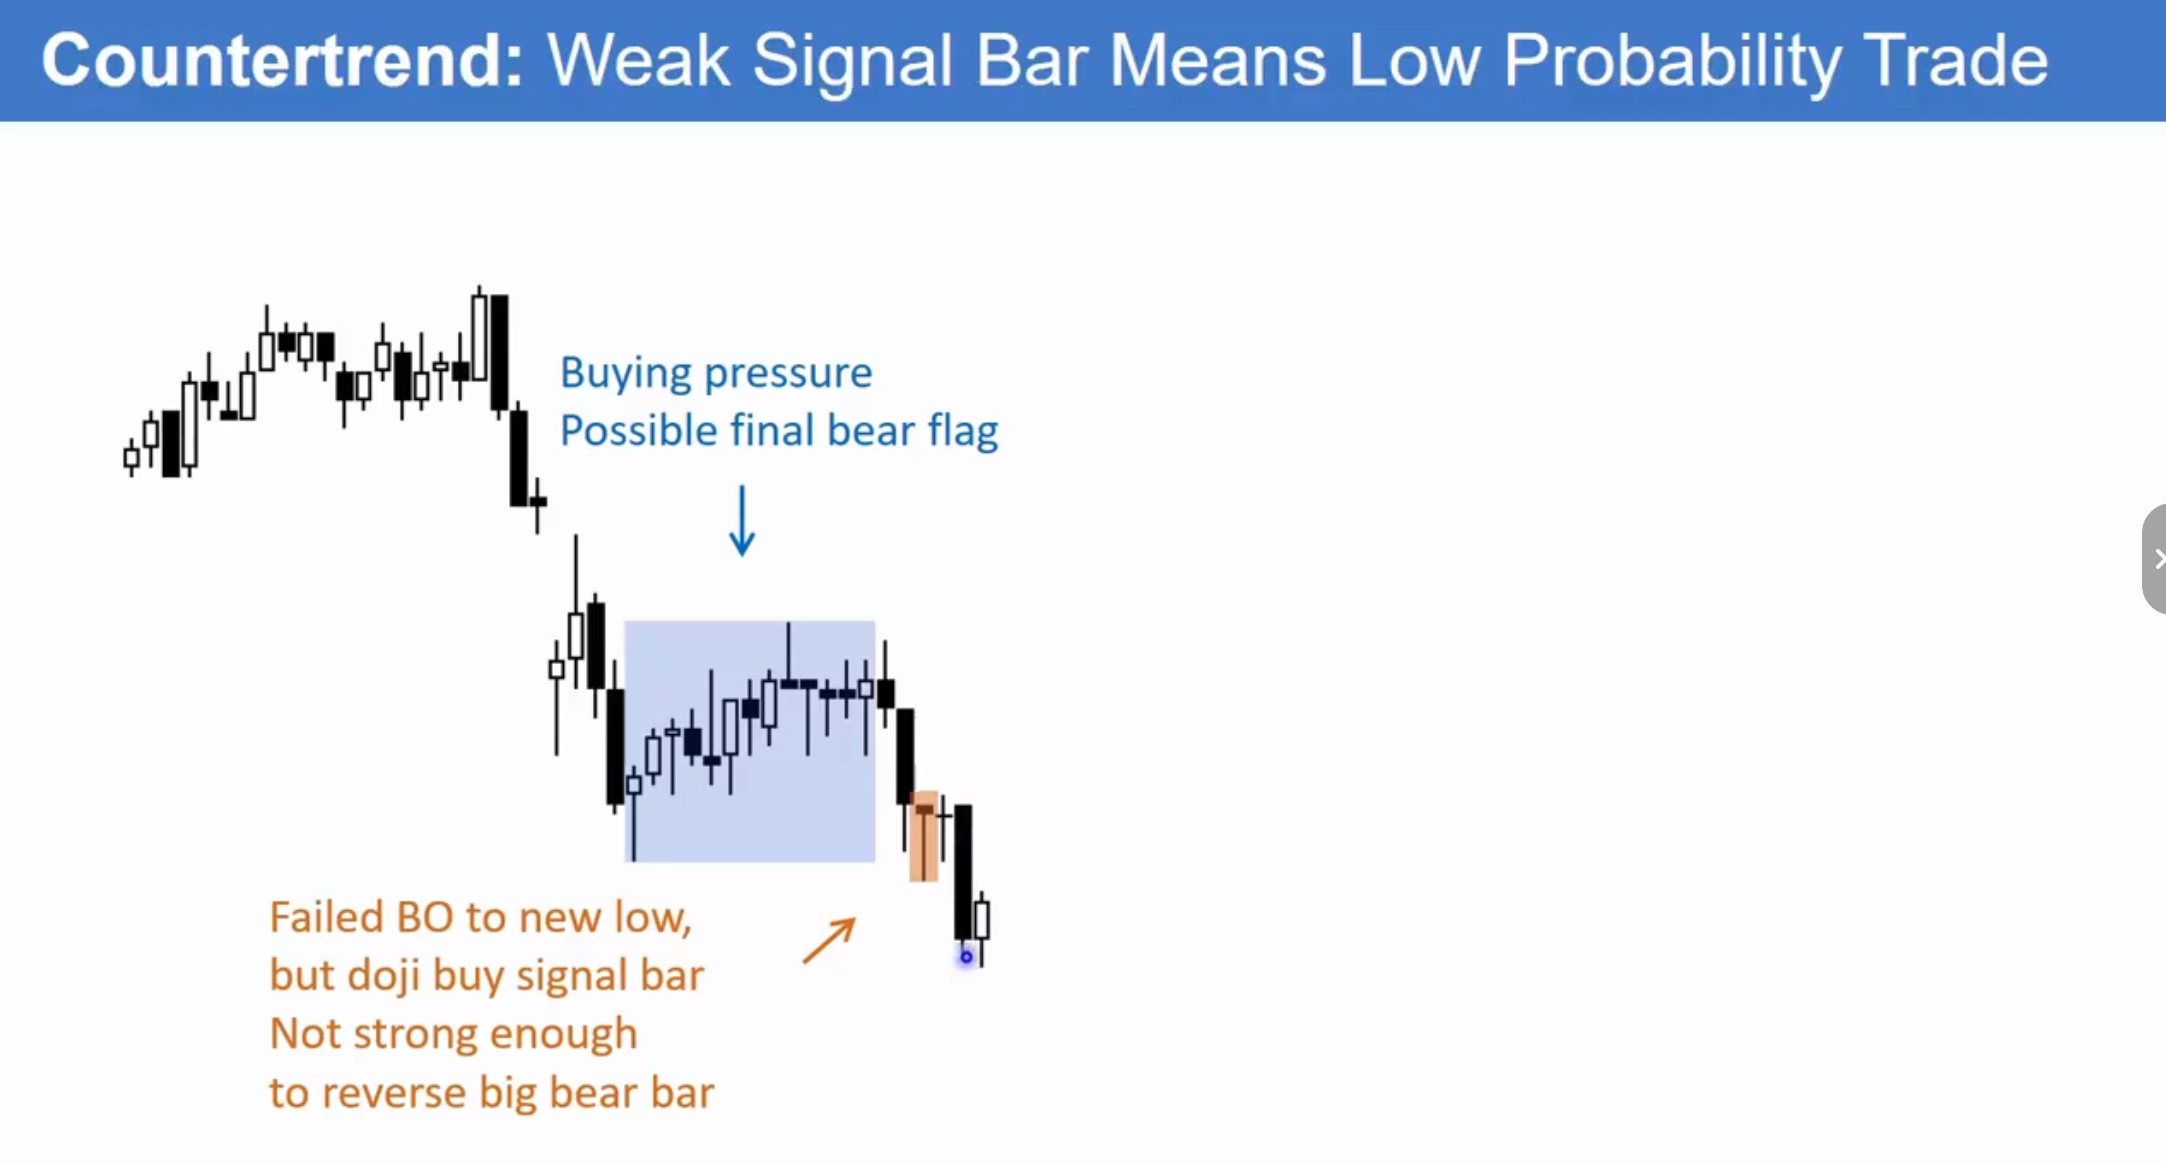 Countertrend: Weak Signal Bar Means Low Probability Trade
Buying pressure
Possible final bear flag
Failed BO to new low,
but doji buy signal bar
Not strong enough
to reverse big bear bar